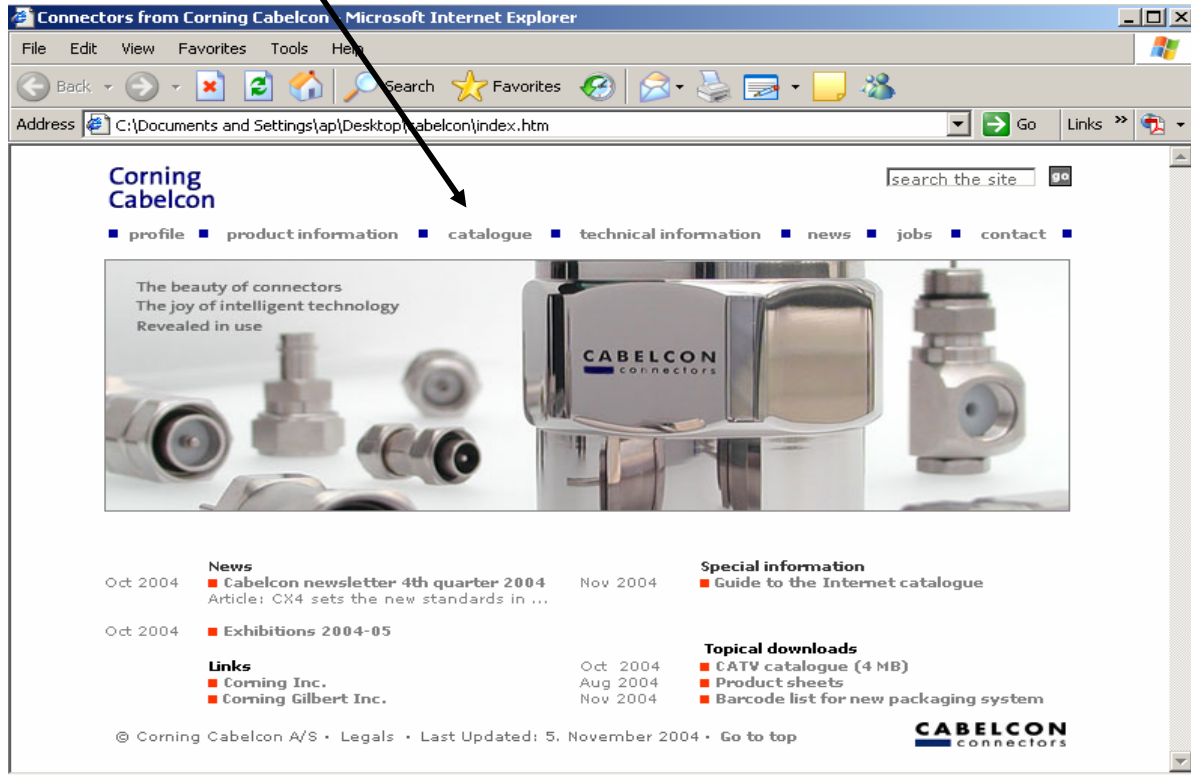 Connectors from Corning Cabelcon - Microsoft Internet Explorer
File Edit View Favorites Tools Help
Back Search Favorites
Address C:\Documents and Settings\ap\Desktop\cabelcon\index.htm Go Links »
Corning
Cabelcon
search the site go
profile product information catalogue technical information news jobs contact
The beauty of connectors
The joy of intelligent technology
Revealed in use
CABELCON
connectors
News
Oct 2004 Cabelcon newsletter 4th quarter 2004
Article: CX4 sets the new standards in ...
Oct 2004 Exhibitions 2004-05
Links
Corning Inc.
Corning Gilbert Inc.
Special information
Nov 2004 Guide to the Internet catalogue
Topical downloads
Oct 2004 CATV catalogue (4 MB)
Aug 2004 Product sheets
Nov 2004 Barcode list for new packaging system
© Corning Cabelcon A/S • Legals • Last Updated: 5. November 2004 • Go to top
CABELCON
connectors